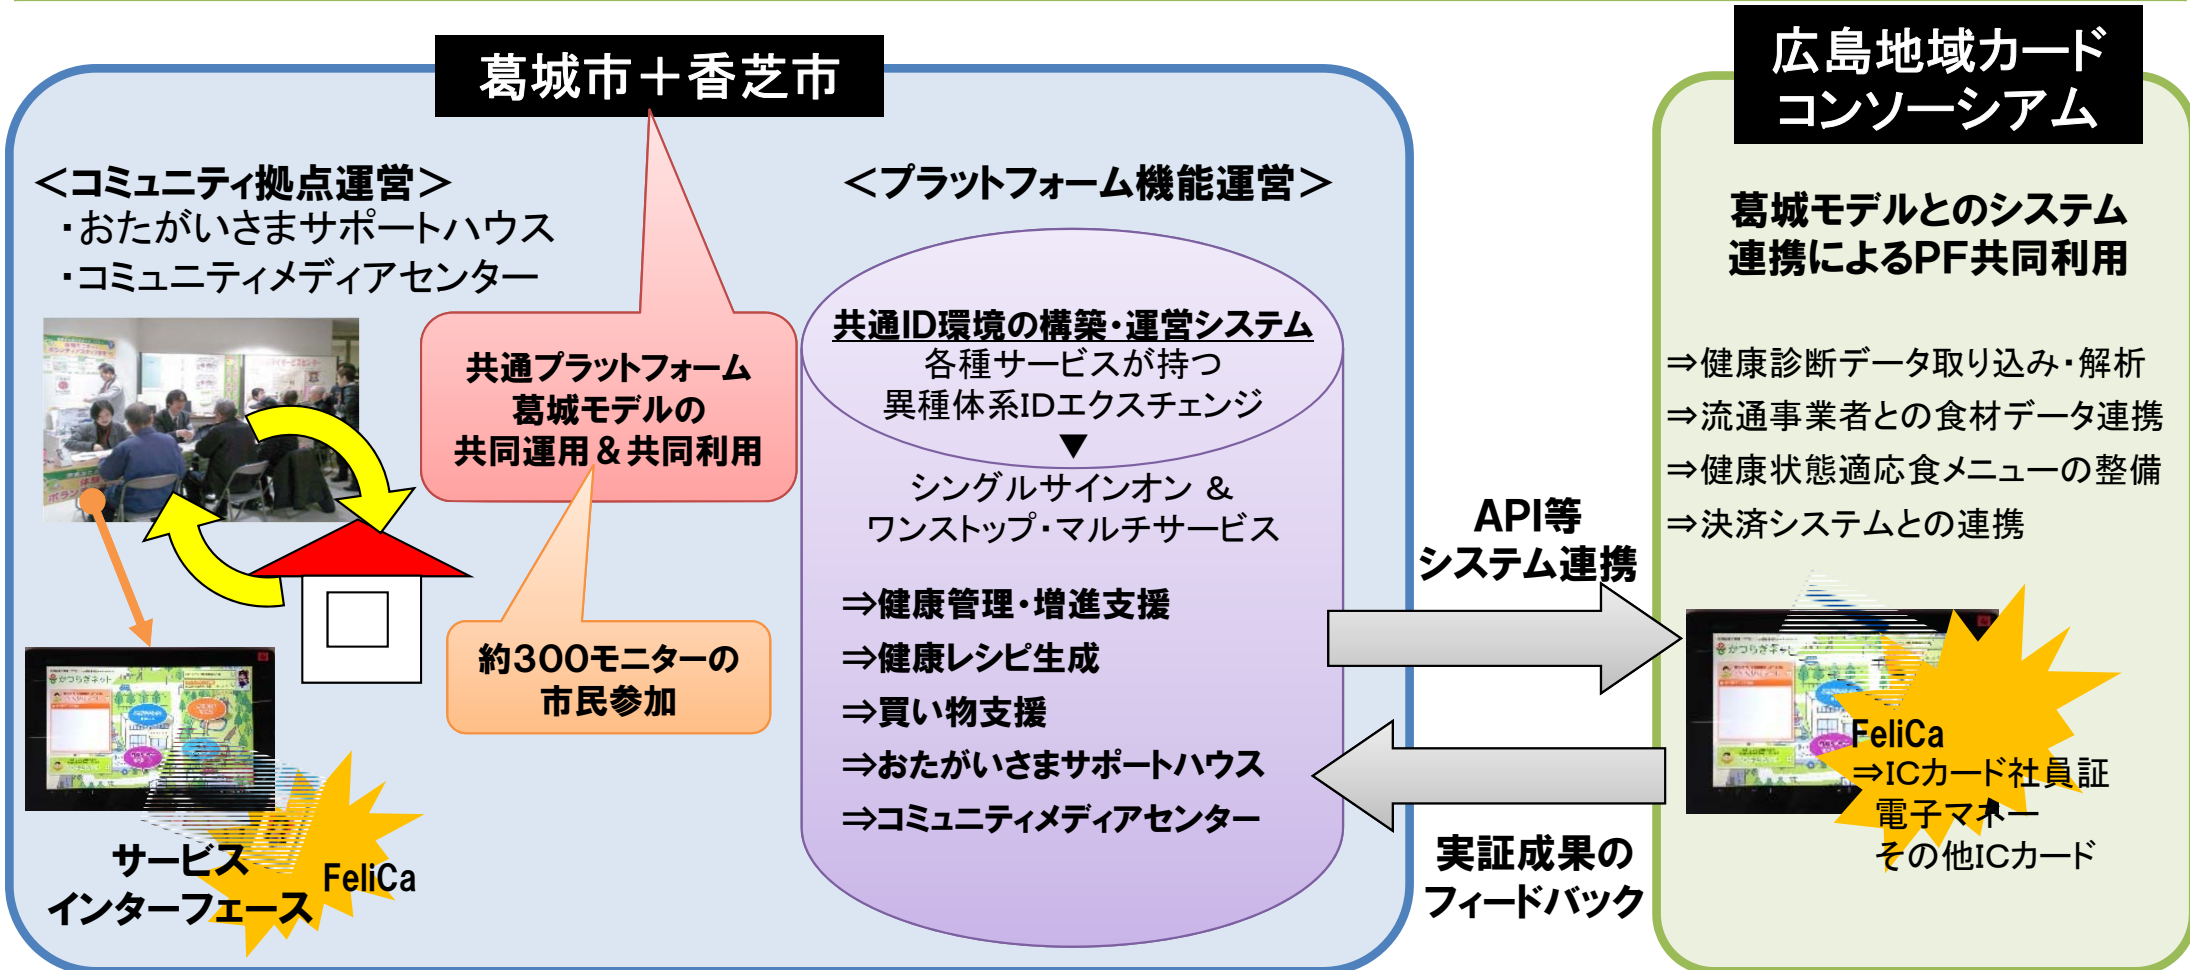 葛城市＋香芝市
＜コミュニティ拠点運営＞
・おたがいさまサポートハウス
・コミュニティメディアセンター
共通プラットフォーム
葛城モデルの
共同運用＆共同利用
約300モニターの
市民参加
かつらぎネット
サービス
インターフェース
FeliCa
＜プラットフォーム機能運営＞
共通ID環境の構築・運営システム
各種サービスが持つ
異種体系IDエクスチェンジ
▼
シングルサインオン ＆
ワンストップ・マルチサービス
⇒健康管理・増進支援
⇒健康レシピ生成
⇒買い物支援
⇒おたがいさまサポートハウス
⇒コミュニティメディアセンター
API等
システム連携
実証成果の
フィードバック
広島地域カード
コンソーシアム
葛城モデルとのシステム
連携によるPF共同利用
⇒健康診断データ取り込み・解析
⇒流通事業者との食材データ連携
⇒健康状態適応食メニューの整備
⇒決済システムとの連携
かつらぎネット
FeliCa
⇒ICカード社員証
電子マネー
その他ICカード